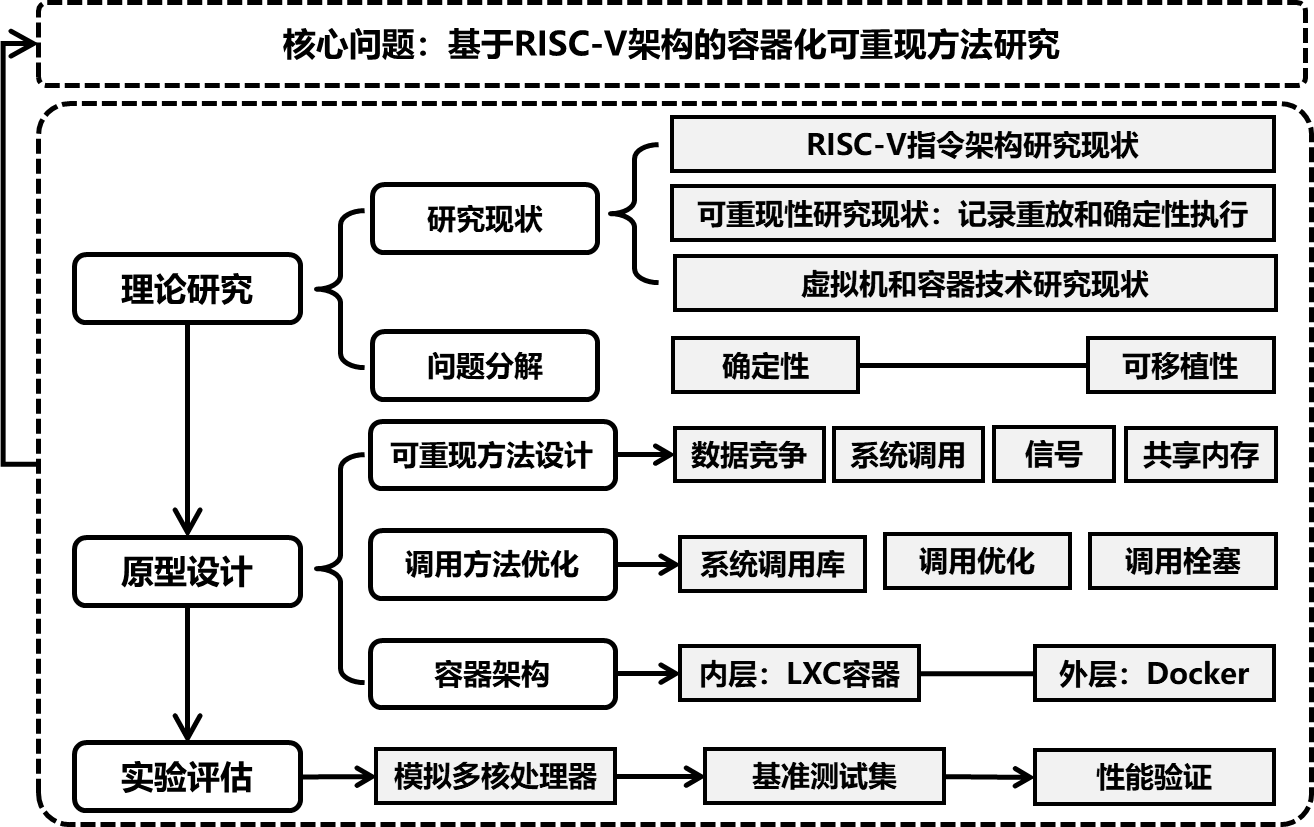 核心问题：基于RISC-V架构的容器化可重现方法研究
RISC-V指令架构研究现状
研究现状
可重现性研究现状：记录重放和确定性执行
理论研究
虚拟机和容器技术研究现状
问题分解
确定性
可移植性
可重现方法设计
数据竞争
系统调用
信号
共享内存
原型设计
调用方法优化
系统调用库
调用优化
调用栓塞
容器架构
内层：LXC容器
外层：Docker
实验评估
模拟多核处理器
基准测试集
性能验证